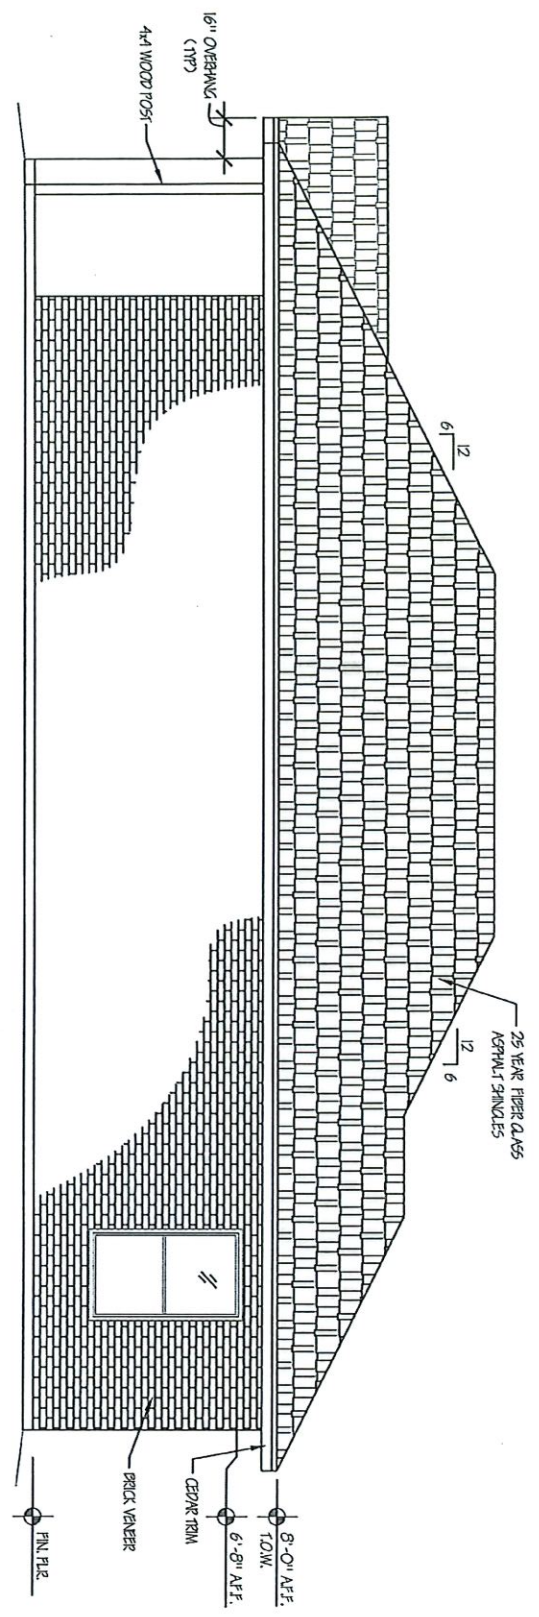 16" OVERHANG
(TYP)
4x4 WOOD POST
12
6
25 YEAR FIBER GLASS
ASPHALT SHINGLES
12
6
8'-0" A.F.F.
T.O.W.
6'-8" A.F.F.
CEDAR TRIM
BRICK VENEER
FIN. FLR.